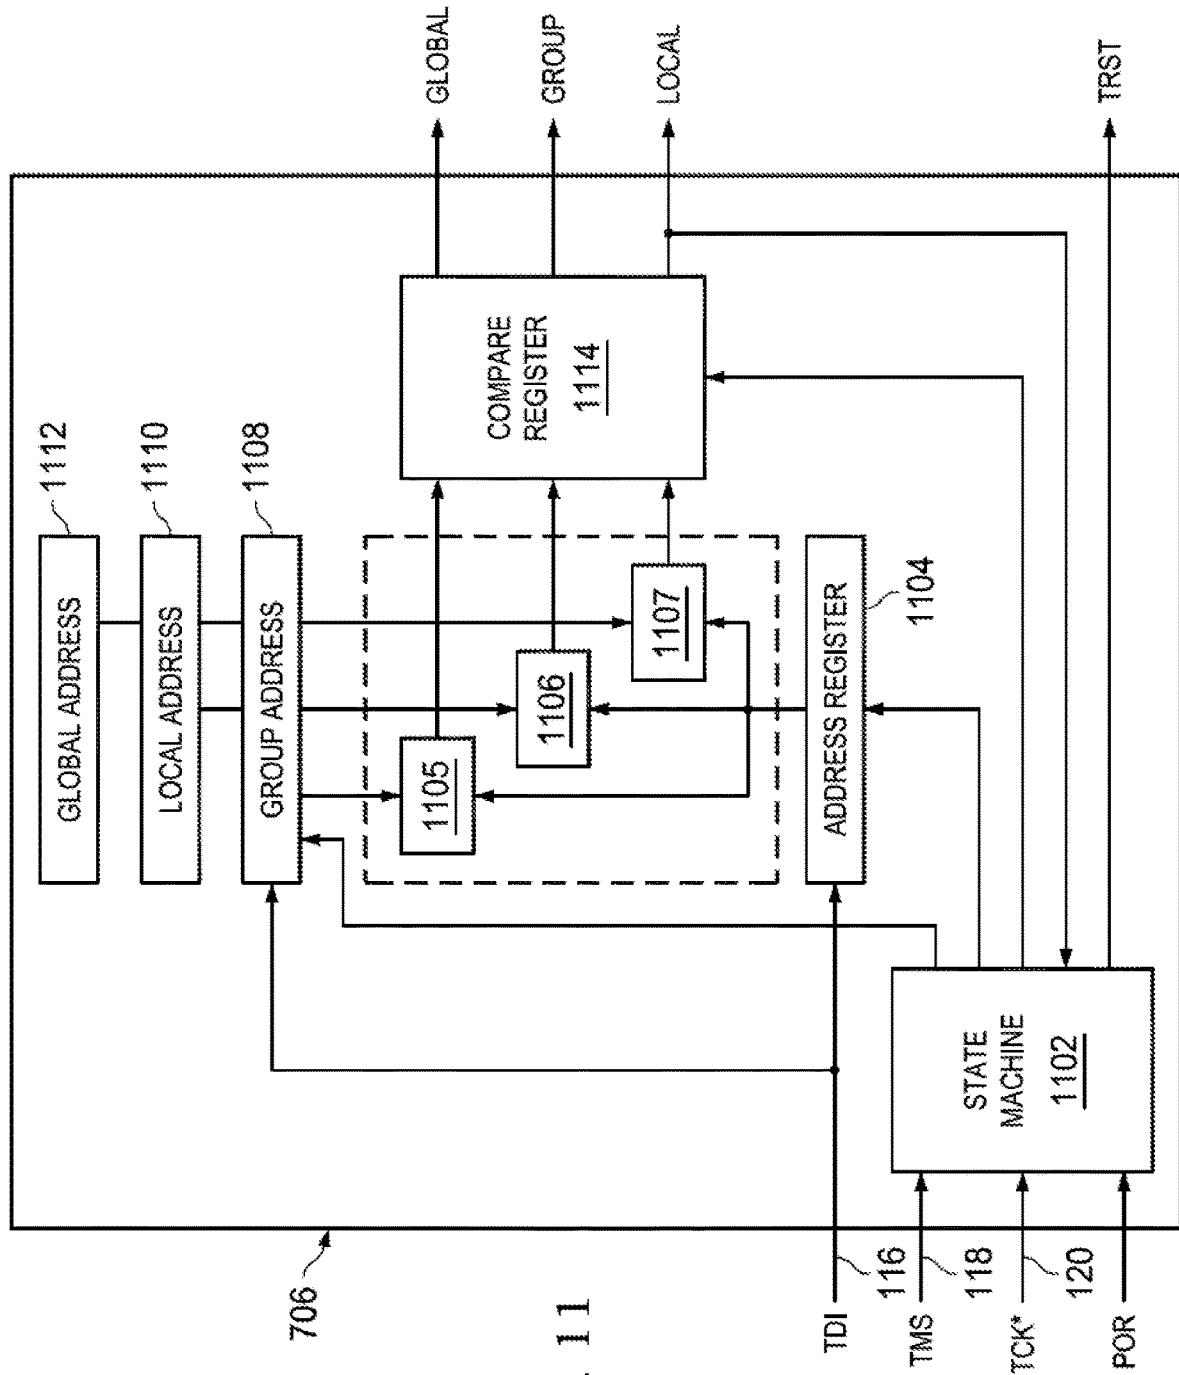 GLOBAL ADDRESS
1112
LOCAL ADDRESS
1110
GROUP ADDRESS
1108
1105
1106
1107
ADDRESS REGISTER
1104
COMPARE
REGISTER
1114
GLOBAL
GROUP
LOCAL
TRST
STATE
MACHINE
1102
706
TDI
116
TMS
118
TCK*
120
POR
11